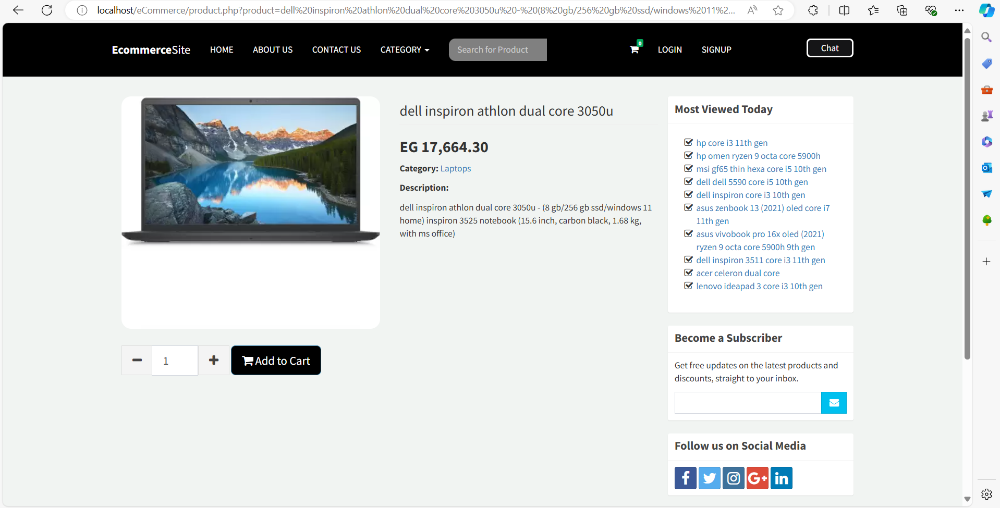 localhost/eCommerce/product.php?product=dell%20inspiron%20athlon%20dual%20core%203050u%20-%20(8%20gb/256%20gb%20ssd/windows%2011%2...
EcommerceSite HOME ABOUT US CONTACT US CATEGORY Search for Product 0 LOGIN SIGNUP Chat
dell inspiron athlon dual core 3050u
EG 17,664.30
Category: Laptops
Description:
dell inspiron athlon dual core 3050u - (8 gb/256 gb ssd/windows 11
home) inspiron 3525 notebook (15.6 inch, carbon black, 1.68 kg,
with ms office)
1
Add to Cart
Most Viewed Today
hp core i3 11th gen
hp omen ryzen 9 octa core 5900h
msi gf65 thin hexa core i5 10th gen
dell dell 5590 core i5 10th gen
dell inspiron core i3 10th gen
asus zenbook 13 (2021) oled core i7
11th gen
asus vivobook pro 16x oled (2021)
ryzen 9 octa core 5900h 9th gen
dell inspiron 3511 core i3 11th gen
acer celeron dual core
lenovo ideapad 3 core i3 10th gen
Become a Subscriber
Get free updates on the latest products and
discounts, straight to your inbox.
Follow us on Social Media